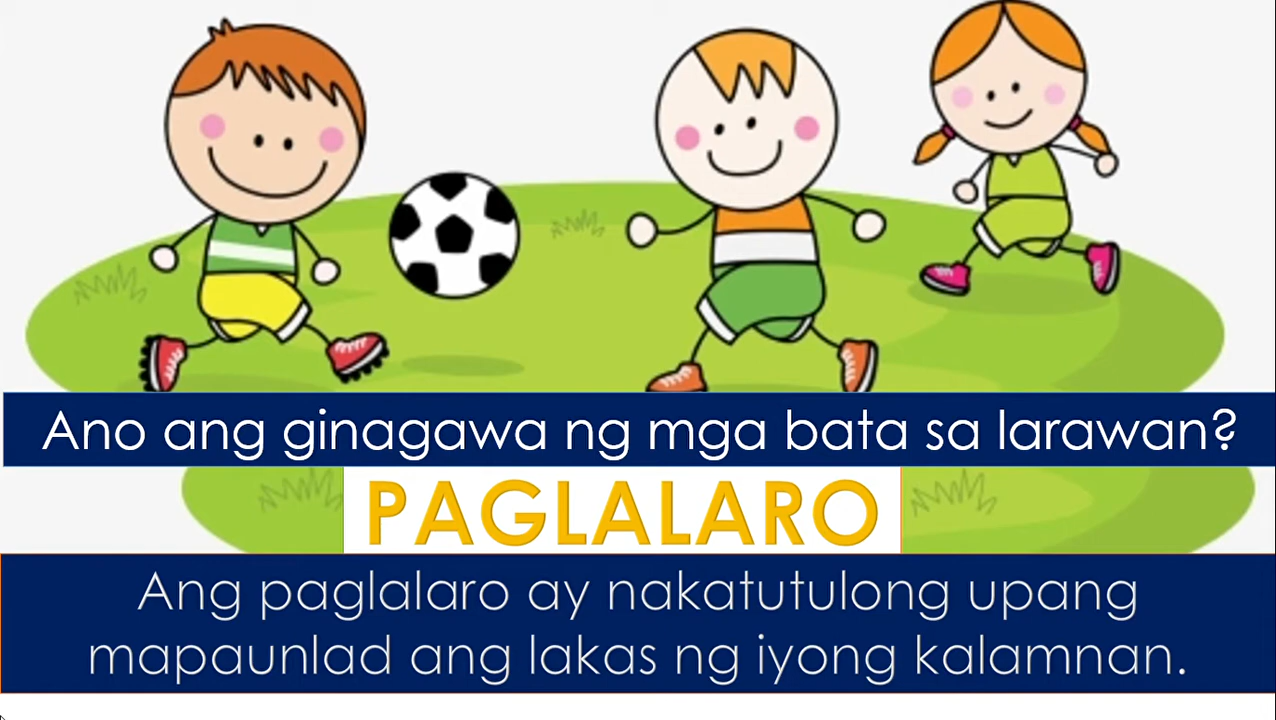 Ano ang ginagawa ng mga bata sa larawan?
PAGLALARO
Ang paglalaro ay nakatutulong upang
mapaunlad ang lakas ng iyong kalamnan.